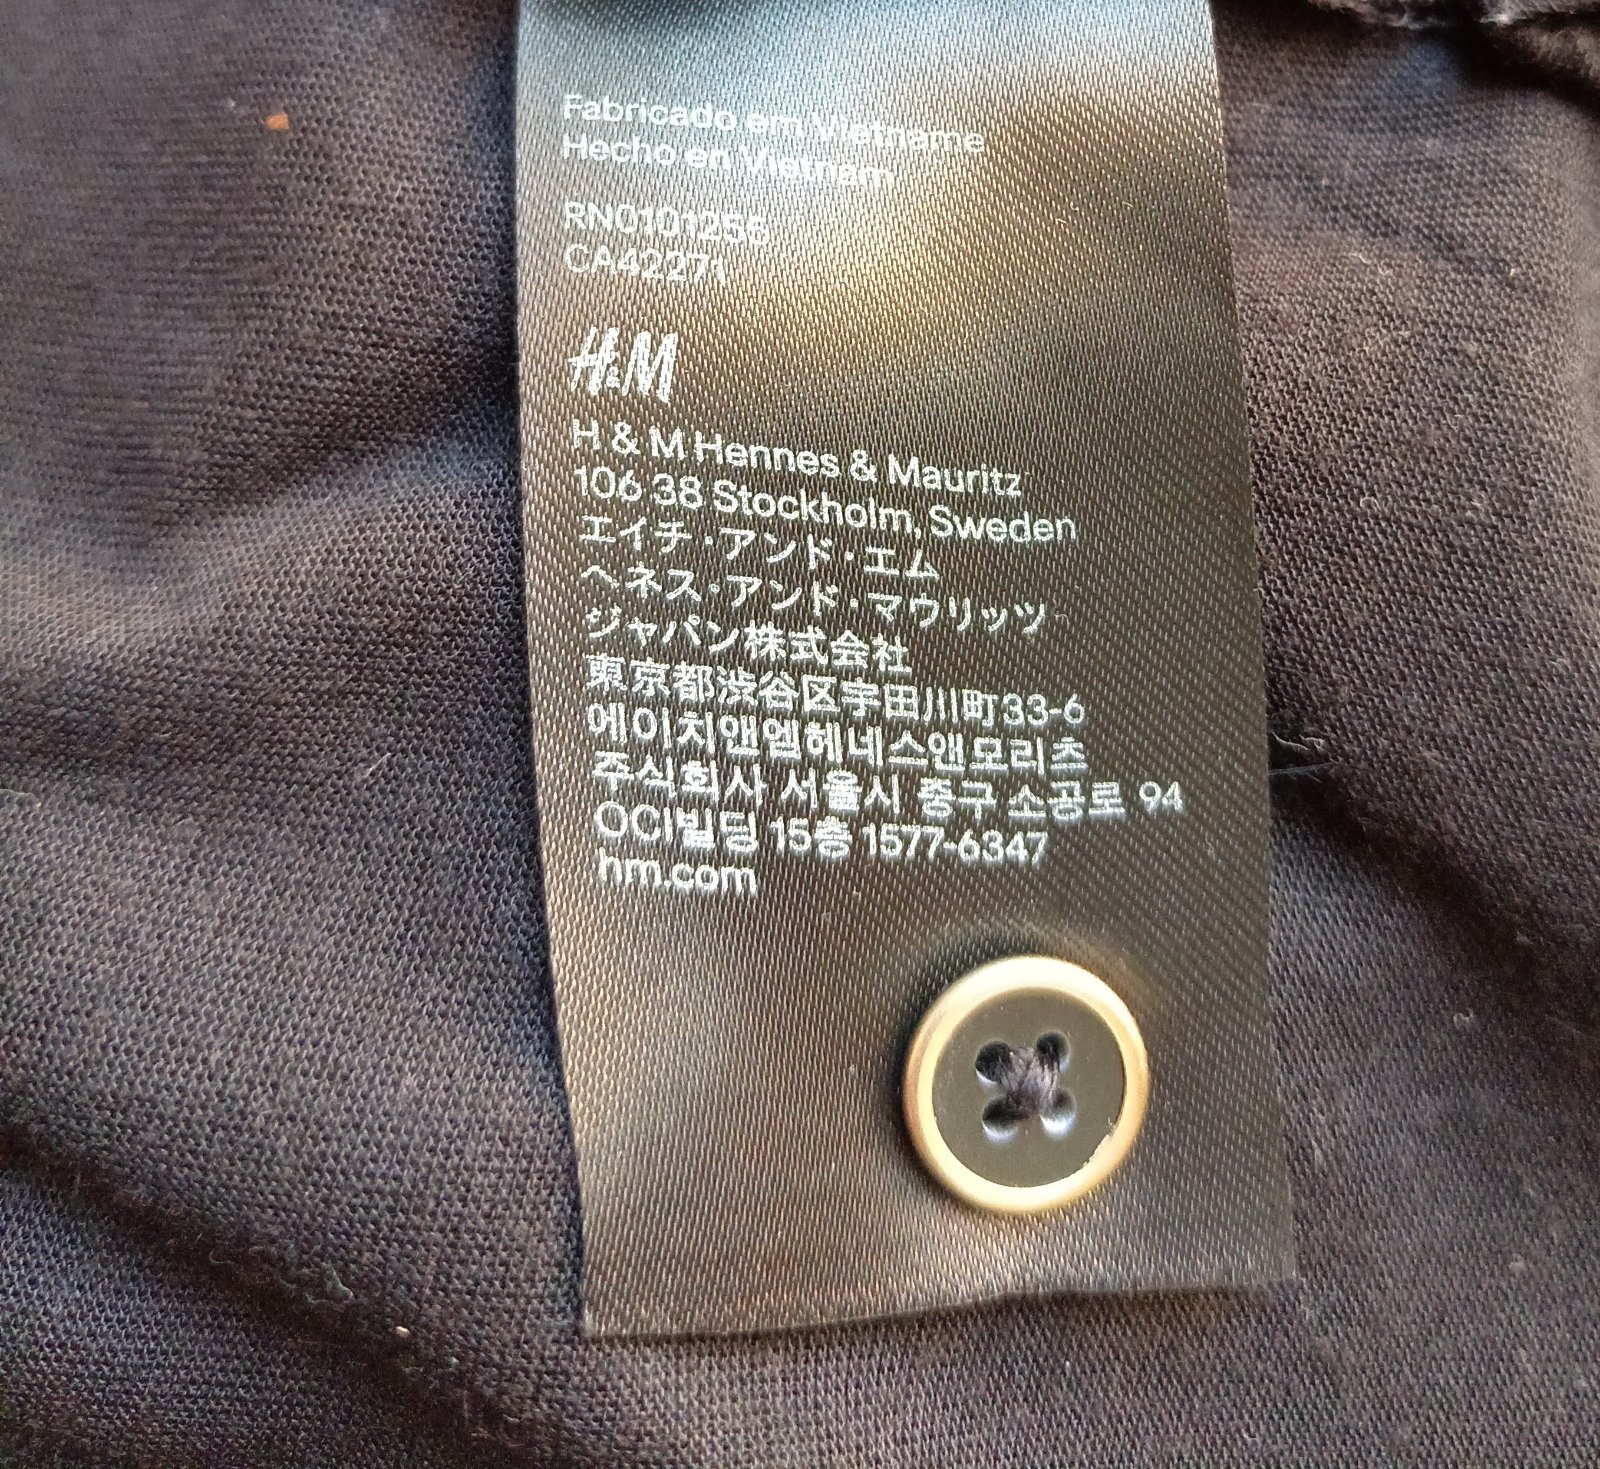 Fabricado em Vietname
Hecho en Vietnam
RN0101256
CA42271
H&M
H & M Hennes & Mauritz
106 38 Stockholm, Sweden
エイチ・アンド・エム
ヘネス・アンド・マウリッツ
ジャパン株式会社
東京都渋谷区宇田川町33-6
에이치앤엠헤네스앤모리츠
주식회사 서울시 중구 소공로 94
OCI빌딩 15층 1577-6347
hm.com